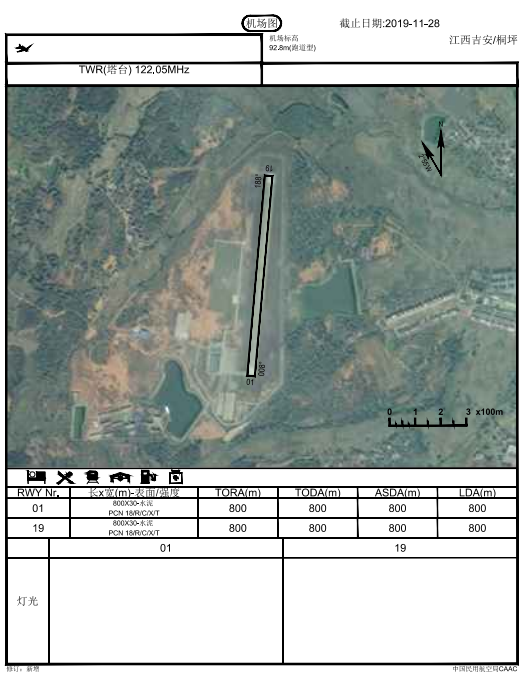 机场图
截止日期:2019-11-28
机场标高
92.8m(跑道型)
江西吉安/桐坪
TWR(塔台) 122.05MHz
N
19
188°
008°
01
0 1 2 3 x100m
RWY Nr. 长x宽(m)-表面/强度 TORA(m) TODA(m) ASDA(m) LDA(m)
01 800X30-水泥 800 800 800 800
PCN 18/R/C/X/T
19 800X30-水泥 800 800 800 800
PCN 18/R/C/X/T
01 19
灯光
修订：新增
中国民用航空局CAAC